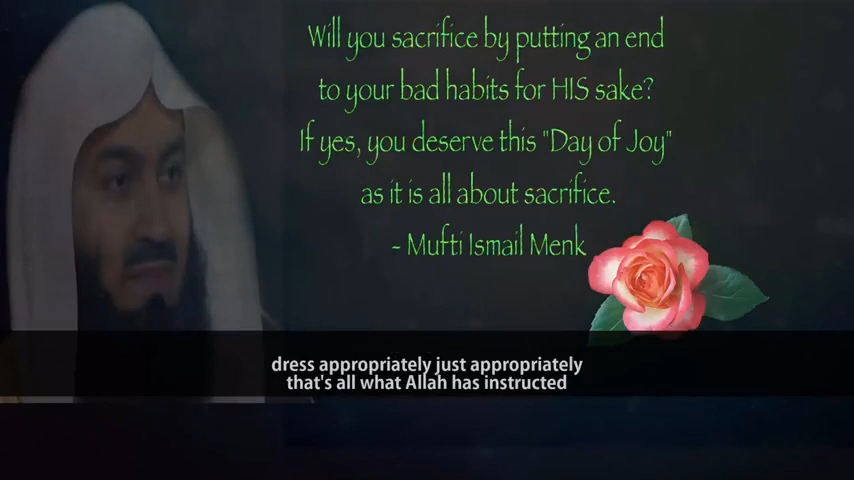 Will you sacrifice by putting an end
to your bad habits for HIS sake?
If yes, you deserve this "Day of Joy"
as it is all about sacrifice.
- Mufti Ismail Menk
dress appropriately just appropriately
that's all what Allah has instructed